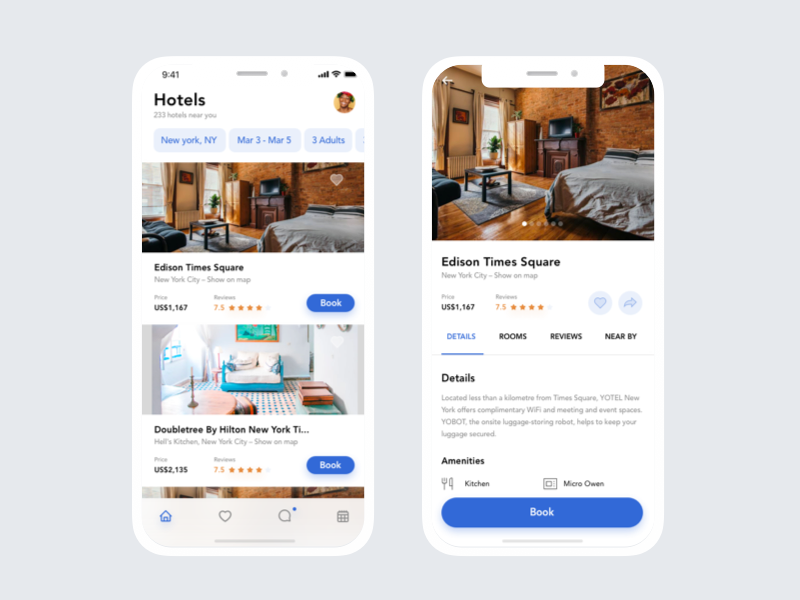 9:41
Hotels
233 hotels near you
New york, NY
Mar 3 - Mar 5
3 Adults
Edison Times Square
New York City – Show on map
Price
Reviews
US$1,167
7.5
Book
Doubletree By Hilton New York Ti...
Hell's Kitchen, New York City – Show on map
Price
Reviews
US$2,135
7.5
Book
Edison Times Square
New York City – Show on map
Price
Reviews
US$1,167
7.5
DETAILS
ROOMS
REVIEWS
NEAR BY
Details
Located less than a kilometre from Times Square, YOTEL New
York offers complimentary WiFi and meeting and event spaces.
YOBOT, the onsite luggage-storing robot, helps to keep your
luggage secured.
Amenities
Kitchen
Micro Owen
Book